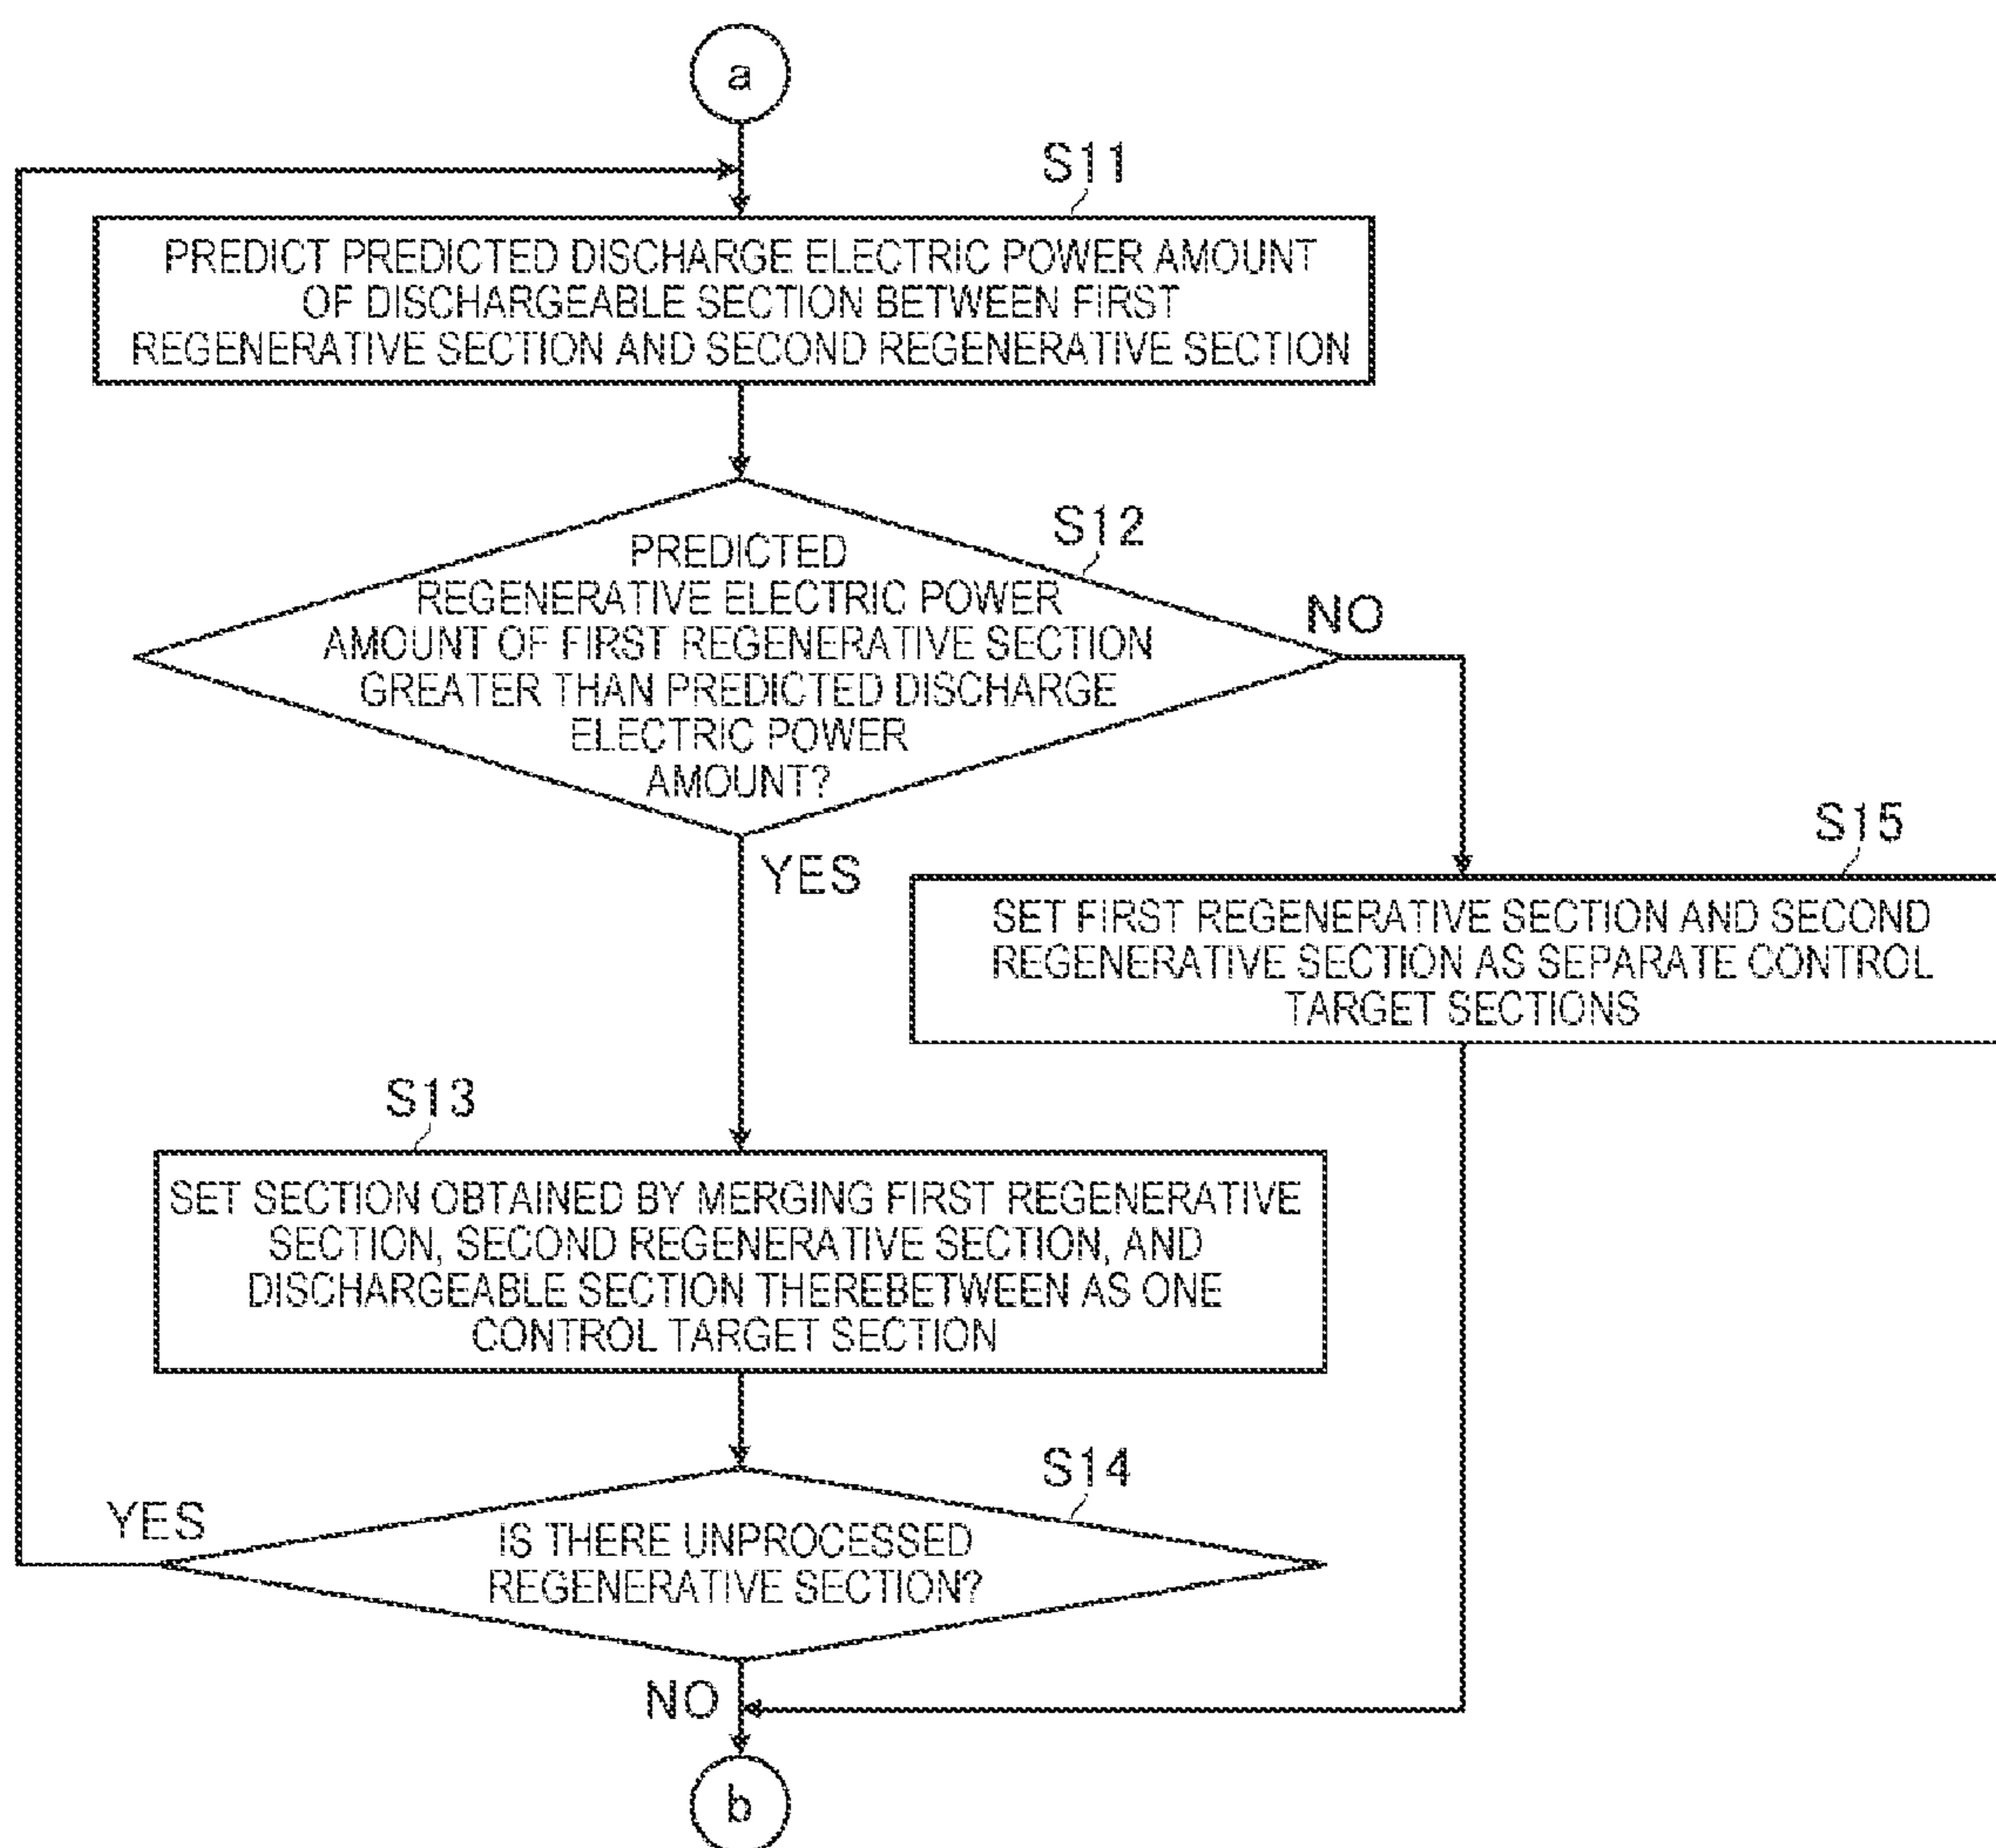 a
S11
PREDICT PREDICTED DISCHARGE ELECTRIC POWER AMOUNT
OF DISCHARGEABLE SECTION BETWEEN FIRST
REGENERATIVE SECTION AND SECOND REGENERATIVE SECTION
S12
PREDICTED
REGENERATIVE ELECTRIC POWER
AMOUNT OF FIRST REGENERATIVE SECTION
GREATER THAN PREDICTED DISCHARGE
ELECTRIC POWER
AMOUNT?
NO
YES
S15
SET FIRST REGENERATIVE SECTION AND SECOND
REGENERATIVE SECTION AS SEPARATE CONTROL
TARGET SECTIONS
S13
SET SECTION OBTAINED BY MERGING FIRST REGENERATIVE
SECTION, SECOND REGENERATIVE SECTION, AND
DISCHARGEABLE SECTION THEREBETWEEN AS ONE
CONTROL TARGET SECTION
S14
YES
IS THERE UNPROCESSED
REGENERATIVE SECTION?
NO
b